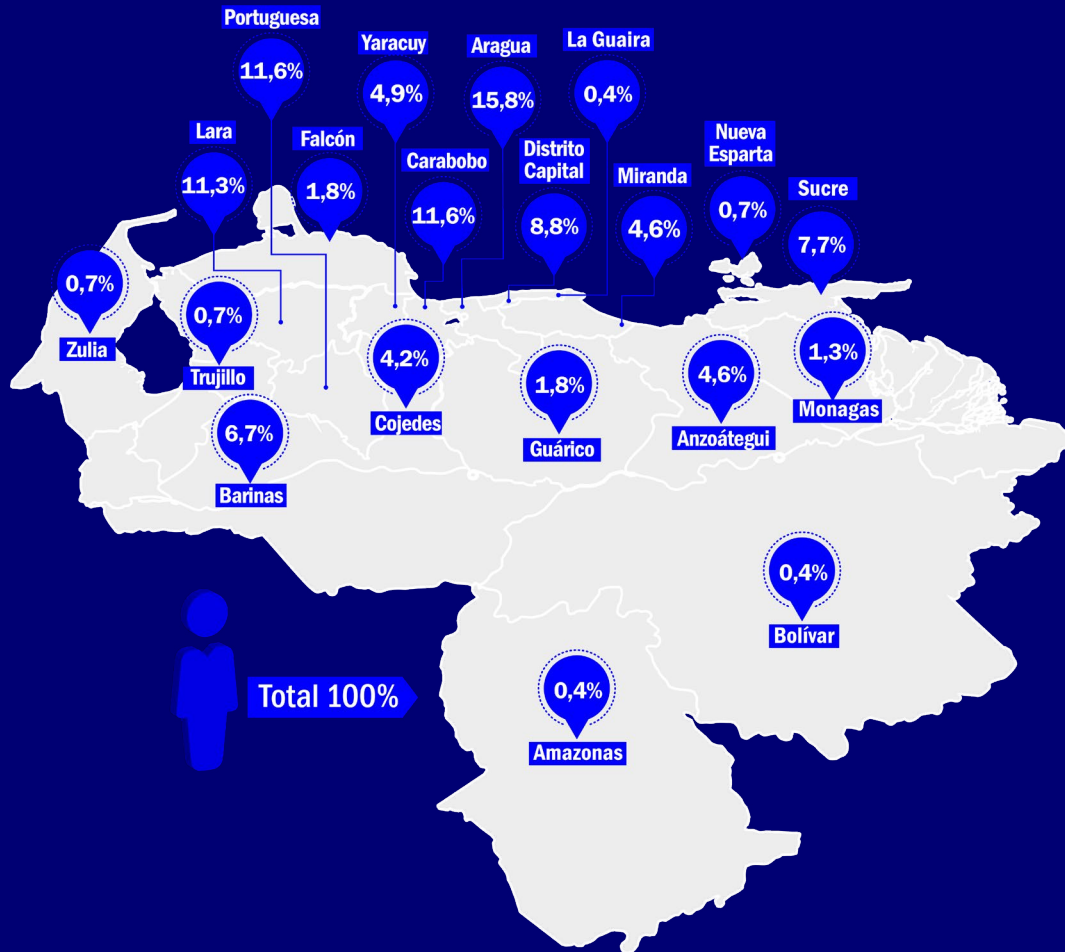 Portuguesa
11,6%
Yaracuy
4,9%
Aragua
15,8%
La Guaira
0,4%
Lara
11,3%
Falcón
1,8%
Carabobo
11,6%
Distrito
Capital
8,8%
Miranda
4,6%
Nueva
Esparta
0,7%
Sucre
7,7%
0,7%
Zulia
0,7%
Trujillo
4,2%
Cojedes
1,8%
Guárico
4,6%
Anzoátegui
1,3%
Monagas
6,7%
Barinas
0,4%
Bolívar
Total 100%
0,4%
Amazonas